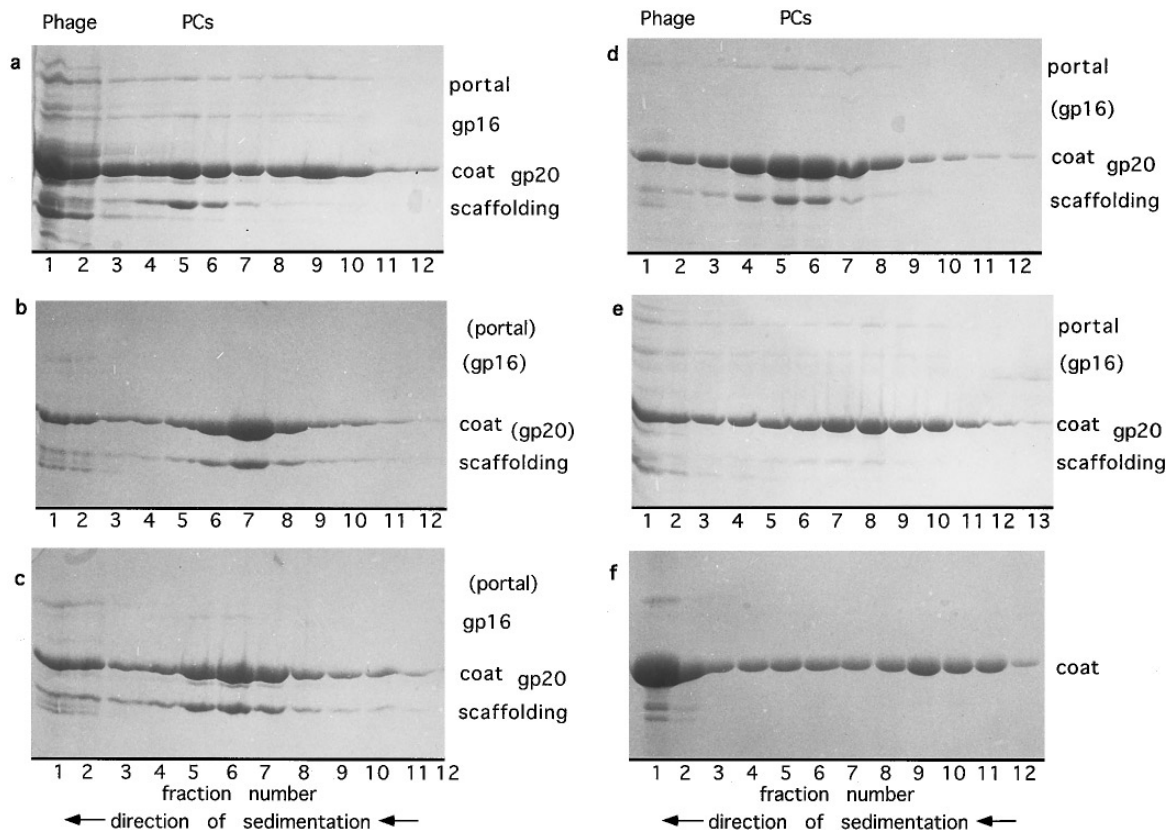 Phage PCs
a
portal
gp16
coat gp20
scaffolding
1 2 3 4 5 6 7 8 9 10 11 12
b
(portal)
(gp16)
coat (gp20)
scaffolding
1 2 3 4 5 6 7 8 9 10 11 12
c
(portal)
gp16
coat gp20
scaffolding
1 2 3 4 5 6 7 8 9 10 11 12
fraction number
direction of sedimentation
Phage PCs
d
portal
(gp16)
coat gp20
scaffolding
1 2 3 4 5 6 7 8 9 10 11 12
e
portal
(gp16)
coat gp20
scaffolding
1 2 3 4 5 6 7 8 9 10 11 12 13
f
coat
1 2 3 4 5 6 7 8 9 10 11 12
fraction number
direction of sedimentation